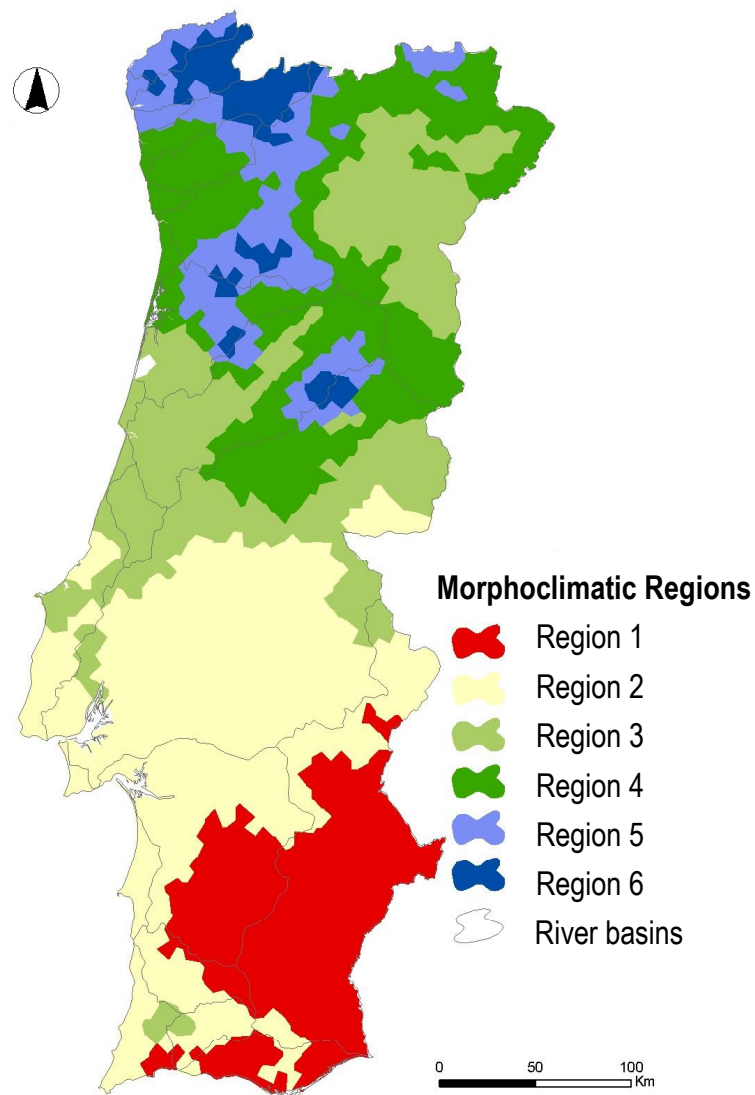 Morphoclimatic Regions
Region 1
Region 2
Region 3
Region 4
Region 5
Region 6
River basins
0 50 100
Km